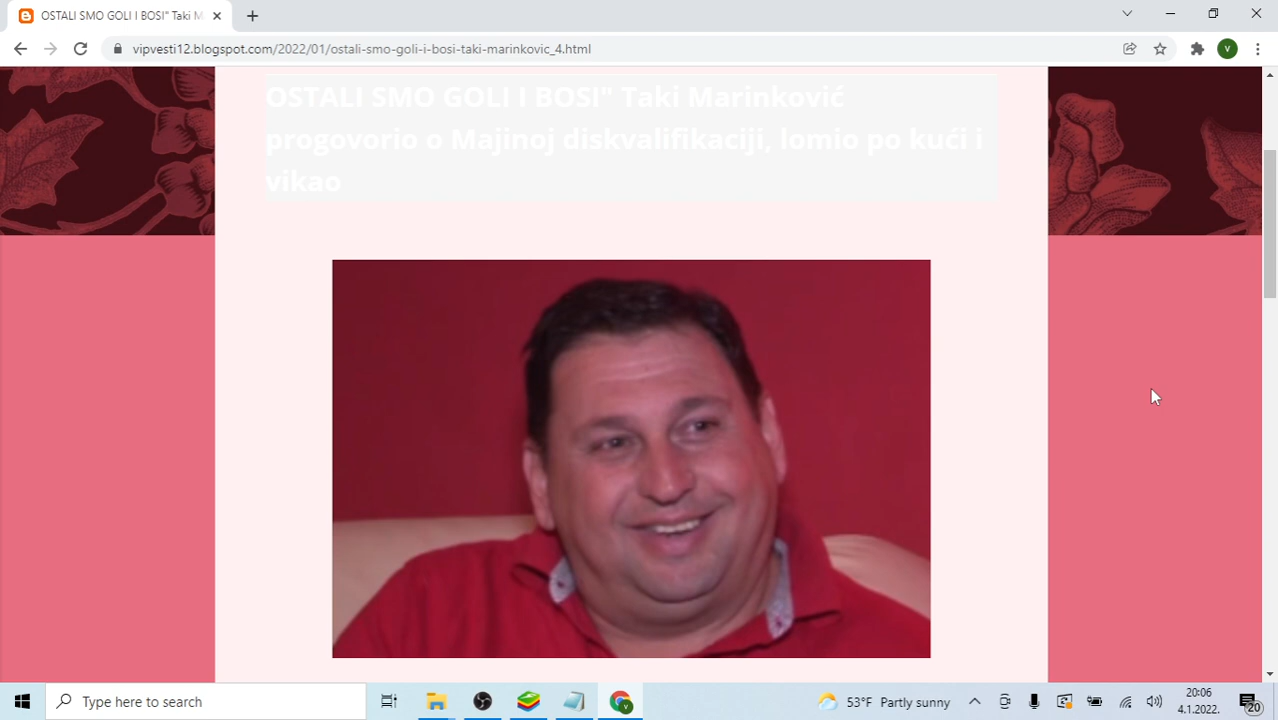 OSTALI SMO GOLI I BOSI" Taki M
vipvesti12.blogspot.com/2022/01/ostali-smo-goli-i-bosi-taki-marinkovic_4.html
V
OSTALI SMO GOLI I BOSI" Taki Marinković
progovorio o Majinoj diskvalifikaciji, lomio po kući i
vikao
Type here to search
V
53°F Partly sunny
20:06
4.1.2022.
20